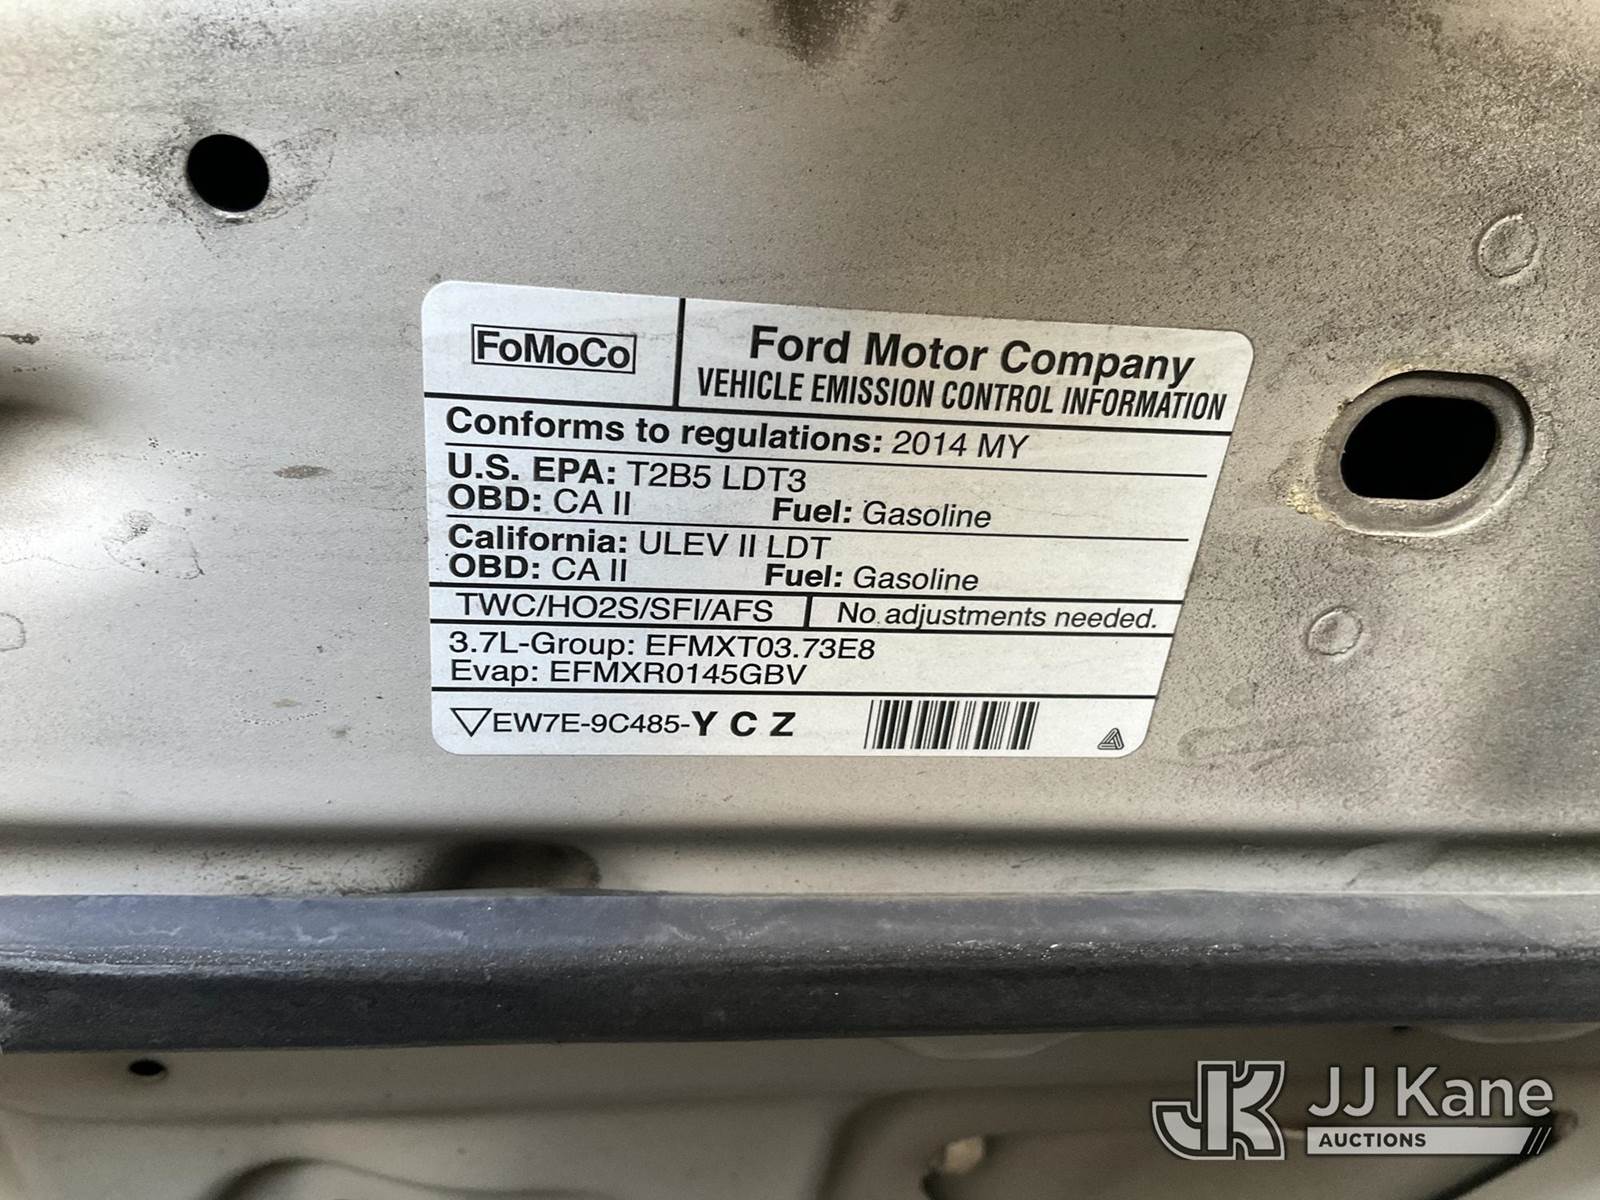 FoMoCo
Ford Motor Company
VEHICLE EMISSION CONTROL INFORMATION
Conforms to regulations: 2014 MY
U.S. EPA: T2B5 LDT3
OBD: CA II Fuel: Gasoline
California: ULEV II LDT
OBD: CA II Fuel: Gasoline
TWC/HO2S/SFI/AFS No adjustments needed.
3.7L-Group: EFMXT03.73E8
Evap: EFMXR0145GBV
EW7E-9C485-Y C Z
JK JJ Kane
AUCTIONS